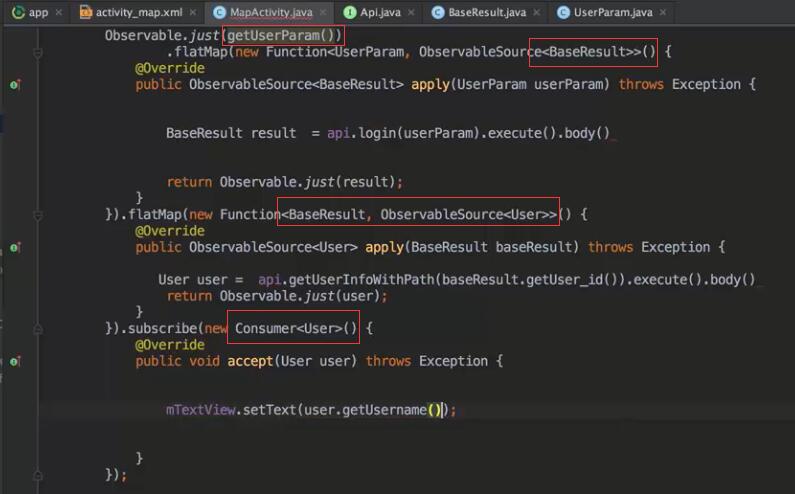 app × activity_map.xml × MapActivity.java × Api.java × BaseResult.java × UserParam.java ×
Observable.just(getUserParam())
.flatMap(new Function<UserParam, ObservableSource<BaseResult>>() {
@Override
public ObservableSource<BaseResult> apply(UserParam userParam) throws Exception {
BaseResult result = api.login(userParam).execute().body()
return Observable.just(result);
}
}).flatMap(new Function<BaseResult, ObservableSource<User>>() {
@Override
public ObservableSource<User> apply(BaseResult baseResult) throws Exception {
User user = api.getUserInfoWithPath(baseResult.getUser_id()).execute().body()
return Observable.just(user);
}
}).subscribe(new Consumer<User>() {
@Override
public void accept(User user) throws Exception {
mTextView.setText(user.getUsername());
}
});